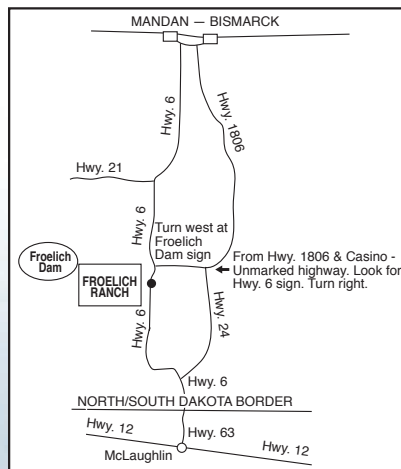 MANDAN — BISMARCK
Hwy. 6
Hwy. 1806
Hwy. 21
Hwy. 6
Turn west at
Froelich
Dam sign
Froelich
Dam
FROELICH
RANCH
From Hwy. 1806 & Casino -
Unmarked highway. Look for
Hwy. 6 sign. Turn right.
Hwy. 6
Hwy. 24
Hwy. 6
NORTH/SOUTH DAKOTA BORDER
Hwy. 12
Hwy. 63
McLaughlin
Hwy. 12